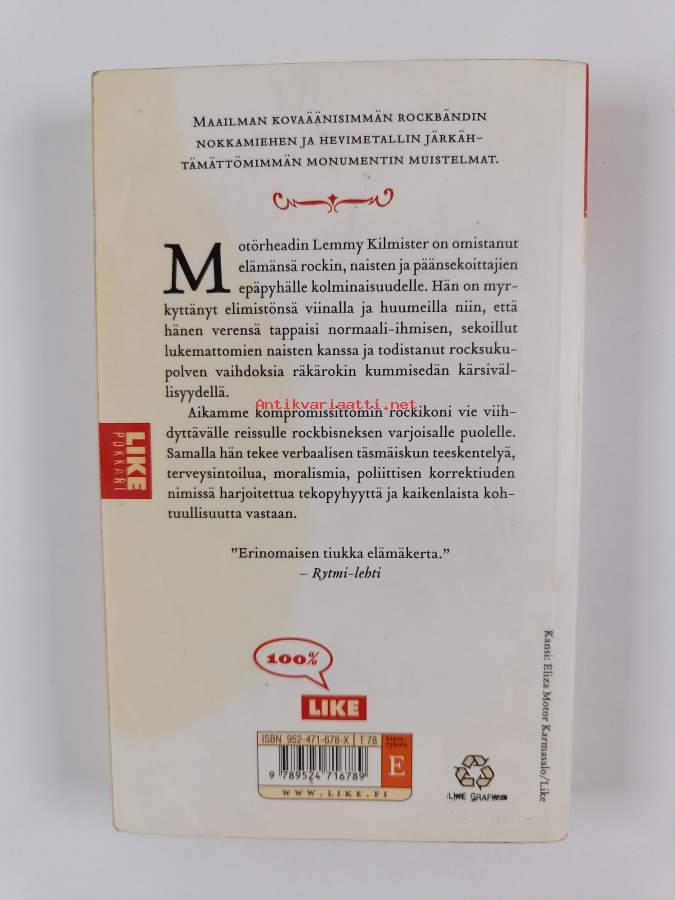 Maailman kovaäänisimmän rockbändin
nokkamiehen ja hevimetallin järkäh-
tämättömimmän monumentin muistelmat.
Motörheadin Lemmy Kilmister on omistanut
elämänsä rockin, naisten ja päänsekoittajien
epäpyhälle kolminaisuudelle. Hän on myr-
kyttänyt elimistönsä viinalla ja huumeilla niin, että
hänen verensä tappaisi normaali-ihmisen, sekoillut
lukemattomien naisten kanssa ja todistanut rocksuku-
polven vaihdoksia räkärokin kummisedän kärsiväl-
lisyydellä.
Aikamme kompromissittomin rockikoni vie viih-
dyttävälle reissulle rockbisneksen varjoisalle puolelle.
Samalla hän tekee verbaalisen täsmäiskun teeskentelyä,
terveysintoilua, moralismia, poliittisen korrektiuden
nimissä harjoitettua tekopyhyyttä ja kaikenlaista koh-
tuullisuutta vastaan.
Antikvariaatti.net
LIKE
POKKARI
”Erinomaisen tiukka elämäkerta.”
– Rytmi-lehti
100%
LIKE
ISBN 952-471-678-X T 78
9 789524 716789
E
WWW.LIKE.FI
LIKE GRAFIIKS
Kansi: Eliza Motor Karmasalo/Like